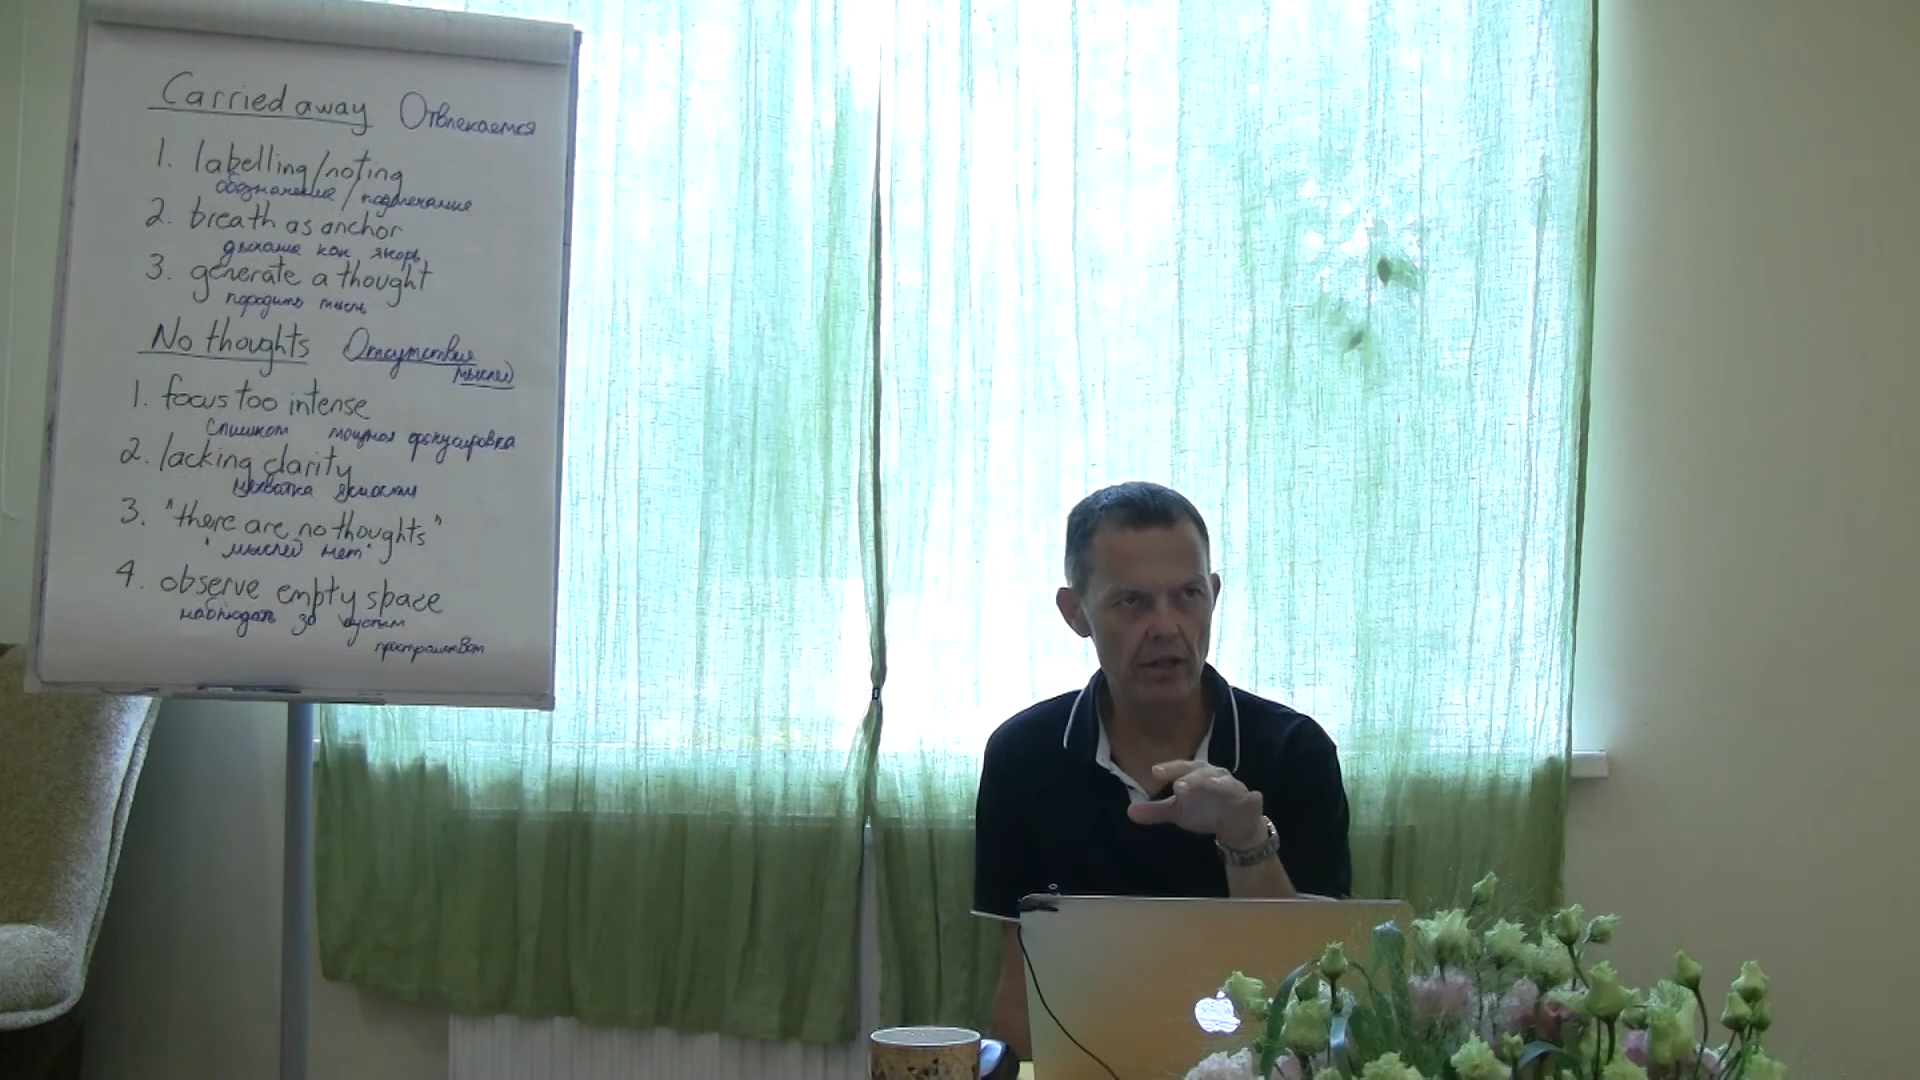 Carried away Отвлекается
1. labelling/noting
обозначение / подмечание
2. breath as anchor
дыхание как якорь
3. generate a thought
породить мысль
No thoughts Отсутствие
мыслей
1. focus too intense
слишком мощная фокусировка
2. lacking clarity
нехватка ясности
3. "there are no thoughts"
"мыслей нет"
4. observe empty space
наблюдать за пустым
пространством